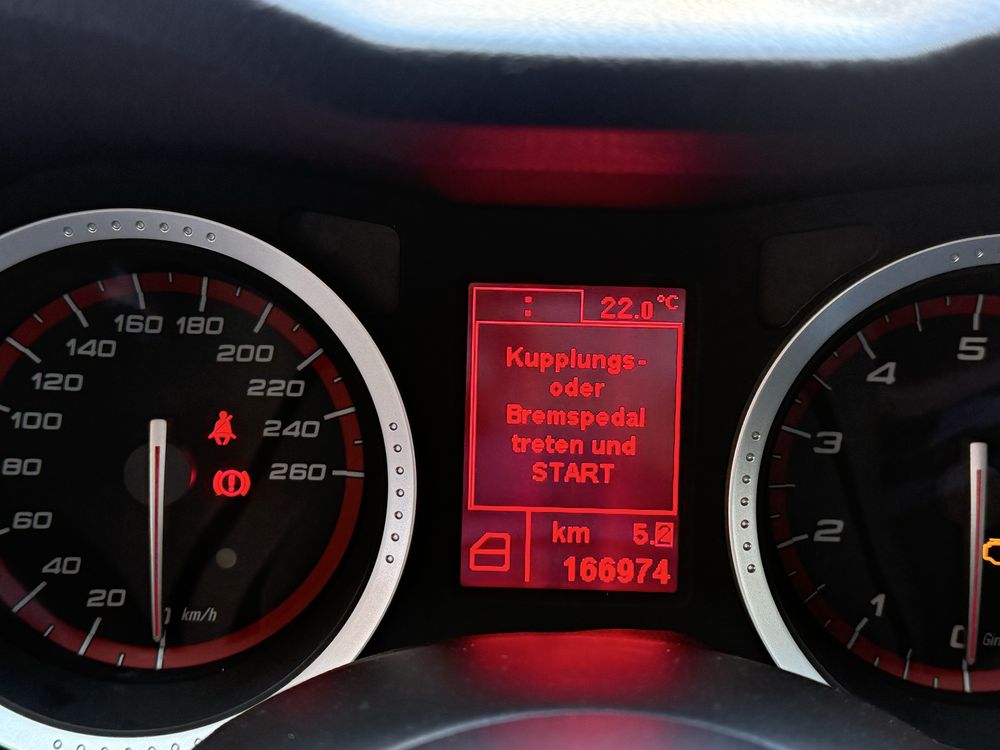 160 180
140 200
120 220
100 240
80 260
60
40
20
0 km/h
: 22.0°C
Kupplungs-
oder
Bremspedal
treten und
START
km 5.2
166974
5
4
3
2
1
0